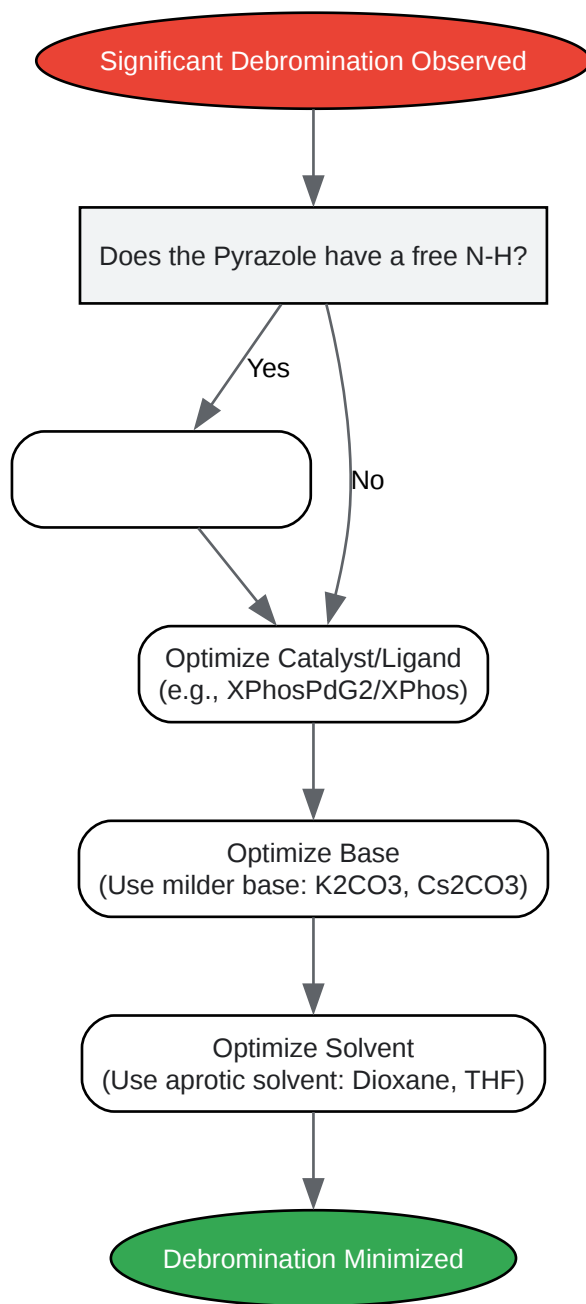 Significant Debromination Observed
Does the Pyrazole have a free N-H?
Yes
No
Optimize Catalyst/Ligand
(e.g., XPhosPdG2/XPhos)
Optimize Base
(Use milder base: K2CO3, Cs2CO3)
Optimize Solvent
(Use aprotic solvent: Dioxane, THF)
Debromination Minimized